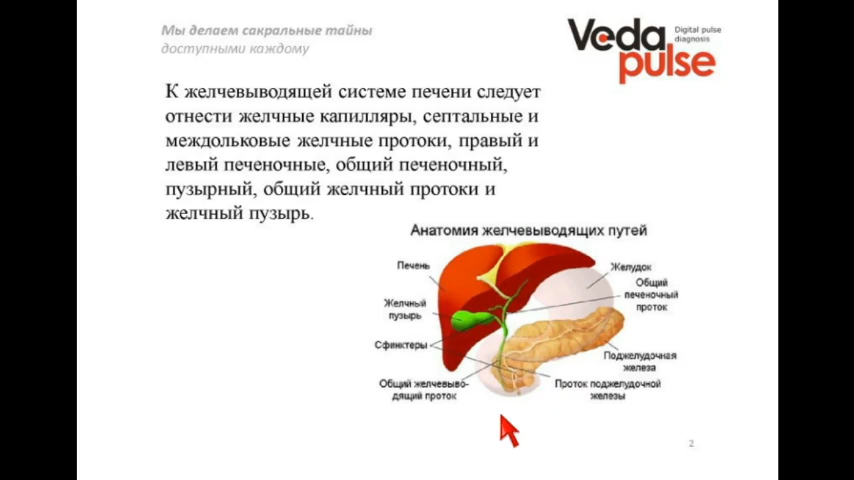 Мы делаем сакральные тайны
доступными каждому
Veda
pulse
Digital pulse
diagnosis
К желчевыводящей системе печени следует
отнести желчные капилляры, септальные и
междольковые желчные протоки, правый и
левый печеночные, общий печеночный,
пузырный, общий желчный протоки и
желчный пузырь.
Анатомия желчевыводящих путей
Печень
Желчный
пузырь
Сфинктеры
Общий желчевыво-
дящий проток
Желудок
Общий
печеночный
проток
Поджелудочная
железа
Проток поджелудочной
железы
2